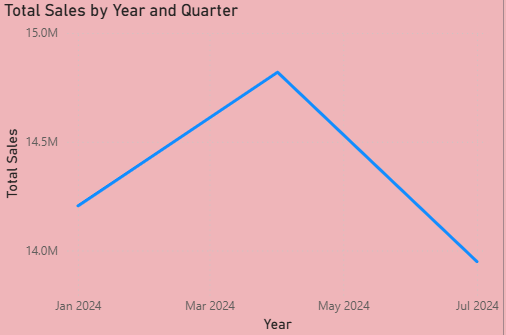 Total Sales by Year and Quarter
15.0M
14.5M
14.0M
Total Sales
Jan 2024 Mar 2024 May 2024 Jul 2024
Year